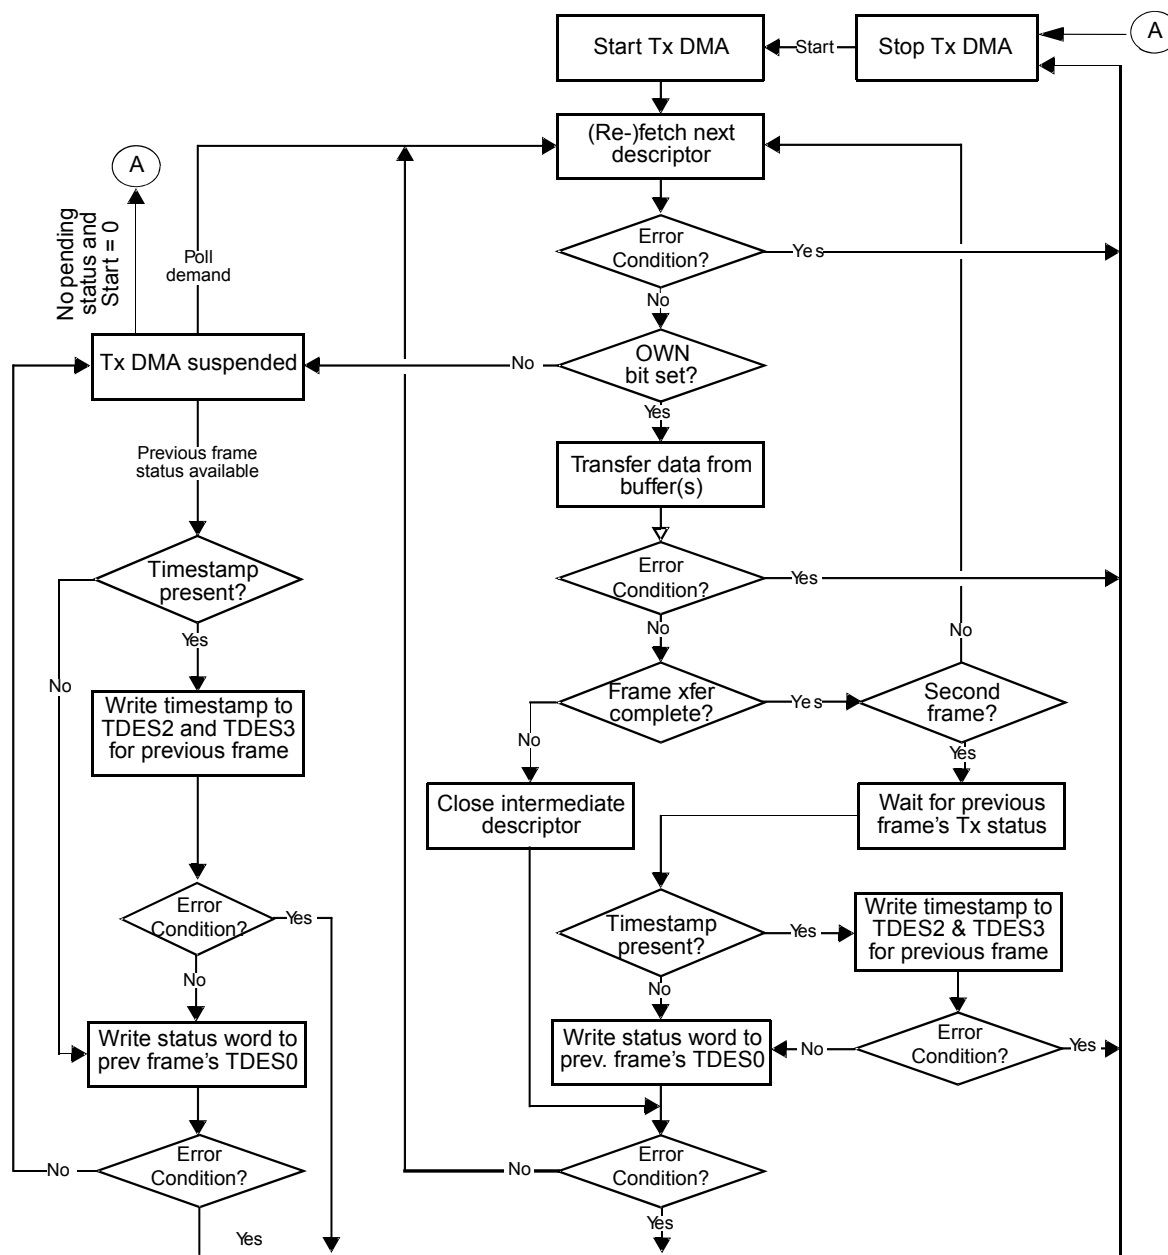 Start Tx DMA
Start
Stop Tx DMA
A
(Re-)fetch next
descriptor
A
No pending
status and
Start = 0
Poll
demand
Error
Condition?
Yes
No
Tx DMA suspended
No
OWN
bit set?
Yes
Previous frame
status available
Transfer data from
buffer(s)
Timestamp
present?
Error
Condition?
Yes
Yes
No
No
No
Write timestamp to
TDES2 and TDES3
for previous frame
Frame xfer
complete?
Yes
Second
frame?
No
Yes
Close intermediate
descriptor
Wait for previous
frame's Tx status
Error
Condition?
Yes
No
Timestamp
present?
Yes
Write timestamp to
TDES2 & TDES3
for previous frame
No
Write status word to
prev frame's TDES0
Write status word to
prev. frame's TDES0
No
Error
Condition?
Yes
Error
Condition?
No
Yes
No
Error
Condition?
Yes